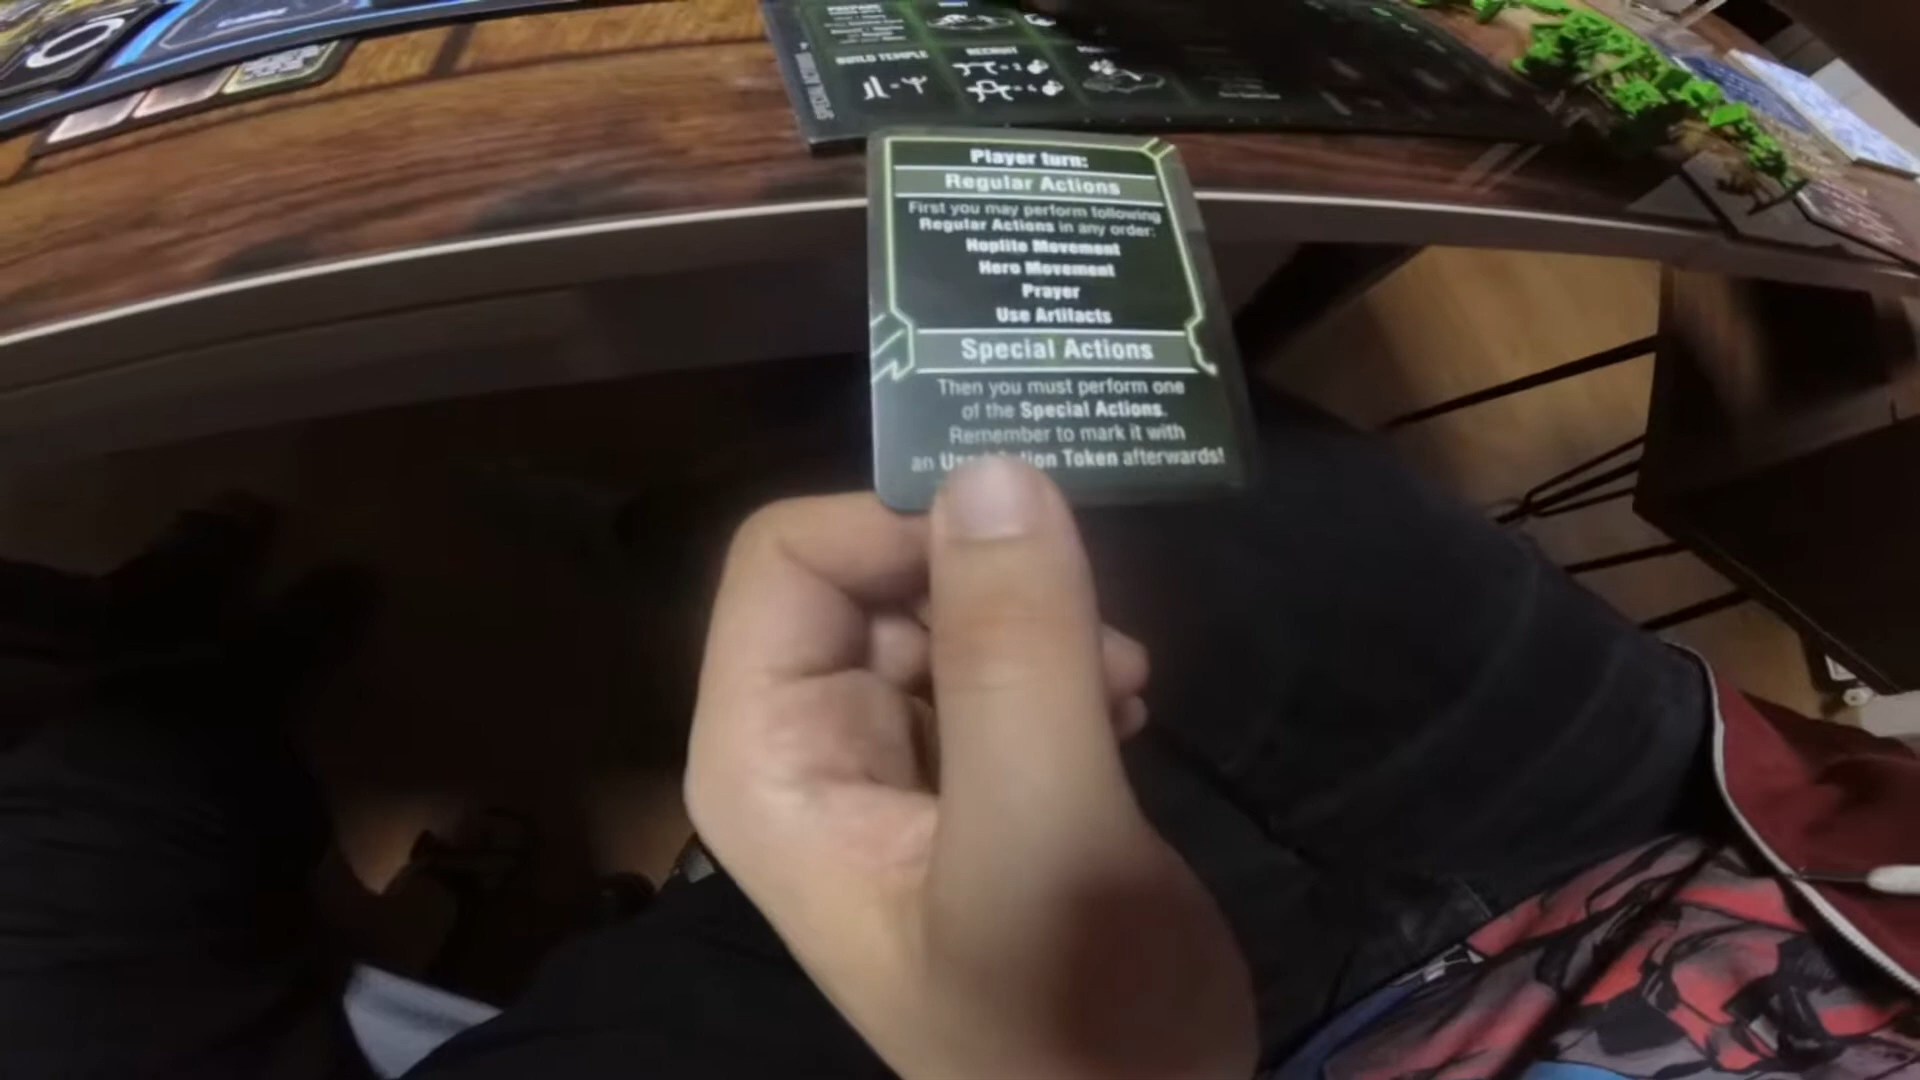 BUILD TEMPLE
RECRUIT
Player turn:
Regular Actions
First you may perform following
Regular Actions in any order:
Hoplite Movement
Hero Movement
Prayer
Use Artifacts
Special Actions
Then you must perform one
of the Special Actions.
Remember to mark it with
an Token afterwards!